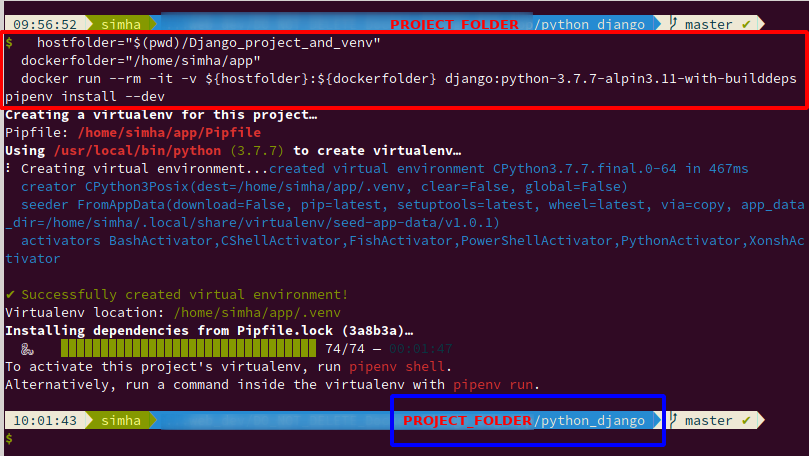 09:56:52 simha PROJECT_FOLDER/python_django master ✔
$ hostfolder="$(pwd)/Django_project_and_venv"
dockerfolder="/home/simha/app"
docker run --rm -it -v ${hostfolder}:${dockerfolder} django:python-3.7.7-alpin3.11-with-builddeps
pipenv install --dev
Creating a virtualenv for this project…
Pipfile: /home/simha/app/Pipfile
Using /usr/local/bin/python (3.7.7) to create virtualenv…
⠇ Creating virtual environment...created virtual environment CPython3.7.7.final.0-64 in 467ms
creator CPython3Posix(dest=/home/simha/app/.venv, clear=False, global=False)
seeder FromAppData(download=False, pip=latest, setuptools=latest, wheel=latest, via=copy, app_data
_dir=/home/simha/.local/share/virtualenv/seed-app-data/v1.0.1)
activators BashActivator,CShellActivator,FishActivator,PowerShellActivator,PythonActivator,XonshAc
tivator
✔ Successfully created virtual environment!
Virtualenv location: /home/simha/app/.venv
Installing dependencies from Pipfile.lock (3a8b3a)…
74/74 — 00:01:47
To activate this project's virtualenv, run pipenv shell.
Alternatively, run a command inside the virtualenv with pipenv run.
10:01:43 simha PROJECT_FOLDER/python_django master ✔
$